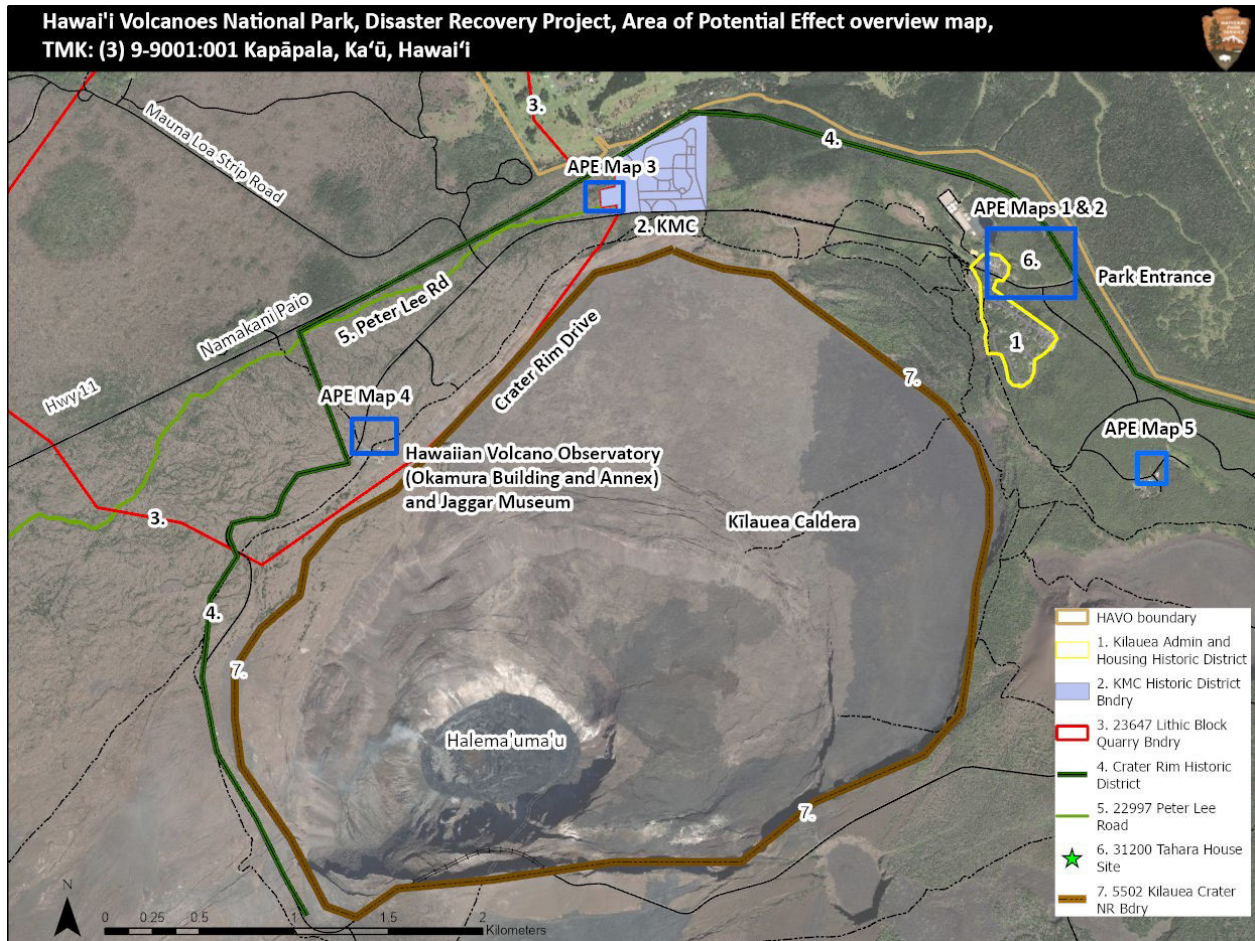 Hawai'i Volcanoes National Park, Disaster Recovery Project, Area of Potential Effect overview map,
TMK: (3) 9-9001:001 Kapāpala, Ka‘ū, Hawai‘i
NATIONAL
PARK
SERVICE
3.
Mauna Loa Strip Road
4.
APE Map 3
2. KMC
APE Maps 1 & 2
6.
Park Entrance
Namakani Paio
5. Peter Lee Rd
1
Crater Rim Drive
7.
Hwy 11
APE Map 4
APE Map 5
Hawaiian Volcano Observatory
(Okamura Building and Annex)
and Jaggar Museum
3.
Kīlauea Caldera
4.
7.
Halema'uma'u
7.
HAVO boundary
1. Kilauea Admin and
Housing Historic District
2. KMC Historic District
Bndry
3. 23647 Lithic Block
Quarry Bndry
4. Crater Rim Historic
District
5. 22997 Peter Lee
Road
6. 31200 Tahara House
Site
7. 5502 Kilauea Crater
NR Bdry
N
0 0.25 0.5 1 1.5 2
Kilometers